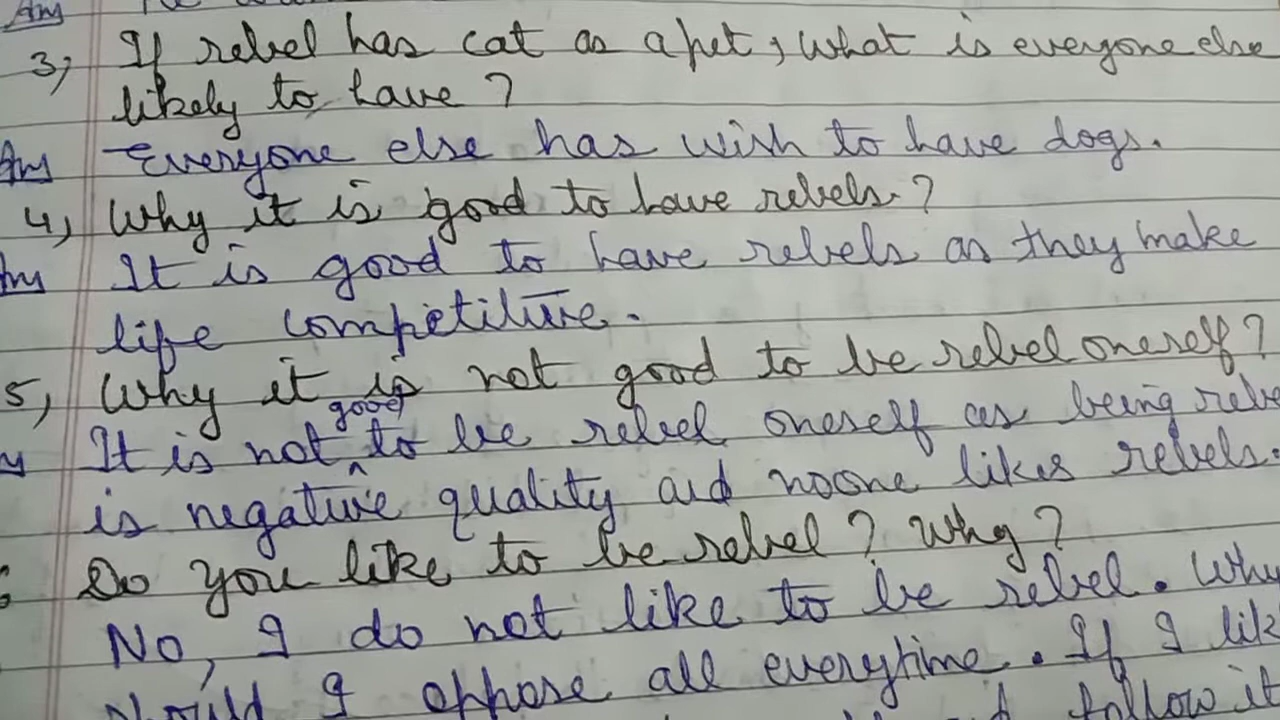 Ans
3, If rebel has cat as a pet, what is everyone else
likely to have ?
Ans Everyone else has wish to have dogs.
4, Why it is good to have rebels ?
Ans It is good to have rebels as they make
life competitive.
5, Why it is not good to be rebel oneself ?
It is not good to be rebel oneself as being
is negative quality and noone likes rebels.
Do you like to be rebel ? Why ?
No, I do not like to be rebel. Why
should I oppose all everytime. If I
follow it